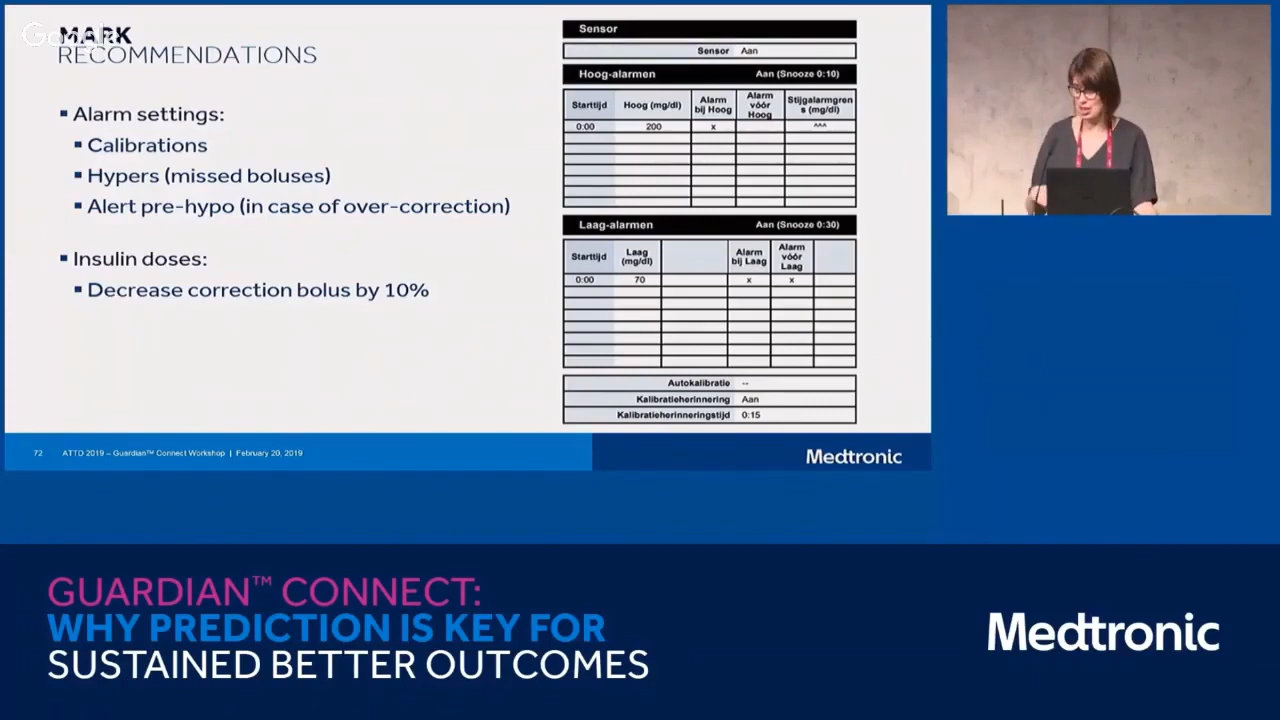 Google
MARK
RECOMMENDATIONS
▪ Alarm settings:
▪ Calibrations
▪ Hypers (missed boluses)
▪ Alert pre-hypo (in case of over-correction)
▪ Insulin doses:
▪ Decrease correction bolus by 10%
Sensor
Sensor Aan
Hoog-alarmen Aan (Snooze 0:10)
Starttijd Hoog (mg/dl) Alarm bij Hoog Alarm vóór Hoog Stijgalarmgrens (mg/dl)
0:00 200 x ^^^
Laag-alarmen Aan (Snooze 0:30)
Starttijd Laag (mg/dl) Alarm bij Laag Alarm vóór Laag
0:00 70 x x
Autokalibratie --
Kalibratieherinnering Aan
Kalibratieherinneringstijd 0:15
72 ATTD 2019 – Guardian™ Connect Workshop | February 20, 2019
Medtronic
GUARDIAN™ CONNECT:
WHY PREDICTION IS KEY FOR
SUSTAINED BETTER OUTCOMES
Medtronic